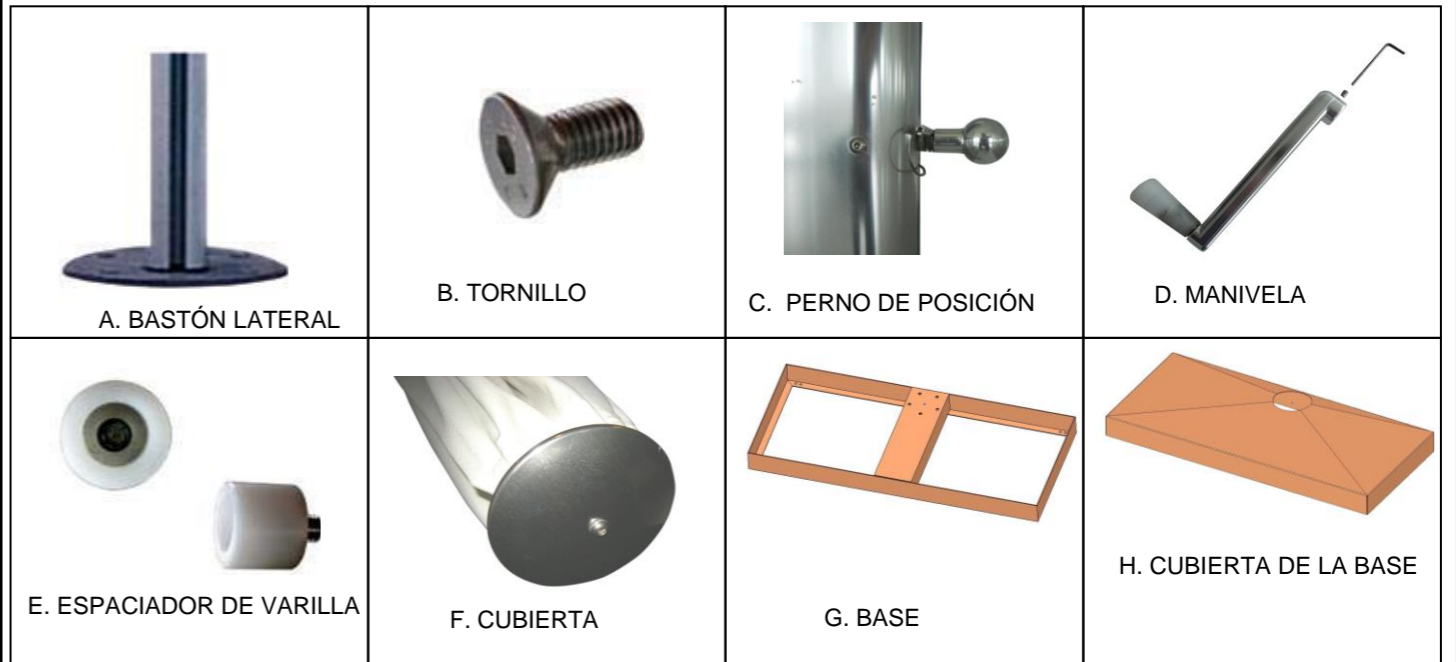 A. BASTÓN LATERAL
B. TORNILLO
C. PERNO DE POSICIÓN
D. MANIVELA
E. ESPACIADOR DE VARILLA
F. CUBIERTA
G. BASE
H. CUBIERTA DE LA BASE